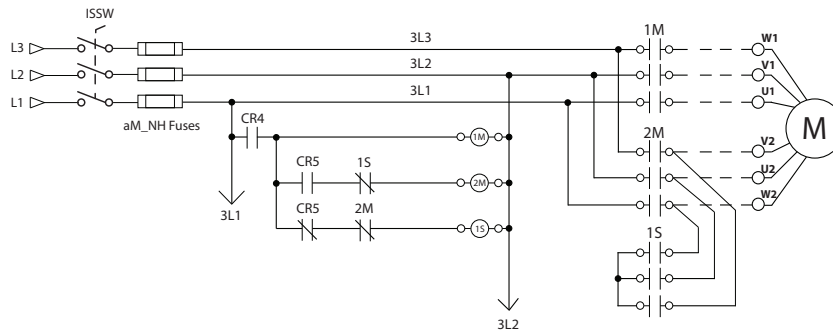 ISSW
L3
L2
L1
aM_NH Fuses
3L3
3L2
3L1
1M
W1
V1
U1
M
CR4
1M
CR5
1S
2M
CR5
2M
1S
3L1
3L2
2M
V2
U2
W2
1S